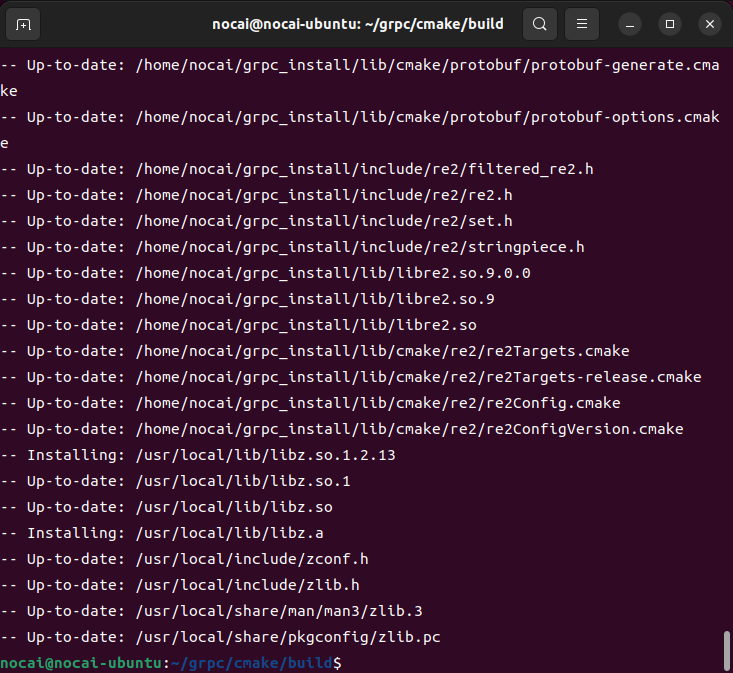 nocai@nocai-ubuntu: ~/grpc/cmake/build
-- Up-to-date: /home/nocai/grpc_install/lib/cmake/protobuf/protobuf-generate.cma
ke
-- Up-to-date: /home/nocai/grpc_install/lib/cmake/protobuf/protobuf-options.cmak
e
-- Up-to-date: /home/nocai/grpc_install/include/re2/filtered_re2.h
-- Up-to-date: /home/nocai/grpc_install/include/re2/re2.h
-- Up-to-date: /home/nocai/grpc_install/include/re2/set.h
-- Up-to-date: /home/nocai/grpc_install/include/re2/stringpiece.h
-- Up-to-date: /home/nocai/grpc_install/lib/libre2.so.9.0.0
-- Up-to-date: /home/nocai/grpc_install/lib/libre2.so.9
-- Up-to-date: /home/nocai/grpc_install/lib/libre2.so
-- Up-to-date: /home/nocai/grpc_install/lib/cmake/re2/re2Targets.cmake
-- Up-to-date: /home/nocai/grpc_install/lib/cmake/re2/re2Targets-release.cmake
-- Up-to-date: /home/nocai/grpc_install/lib/cmake/re2/re2Config.cmake
-- Up-to-date: /home/nocai/grpc_install/lib/cmake/re2/re2ConfigVersion.cmake
-- Installing: /usr/local/lib/libz.so.1.2.13
-- Up-to-date: /usr/local/lib/libz.so.1
-- Up-to-date: /usr/local/lib/libz.so
-- Installing: /usr/local/lib/libz.a
-- Up-to-date: /usr/local/include/zconf.h
-- Up-to-date: /usr/local/include/zlib.h
-- Up-to-date: /usr/local/share/man/man3/zlib.3
-- Up-to-date: /usr/local/share/pkgconfig/zlib.pc
nocai@nocai-ubuntu:~/grpc/cmake/build$